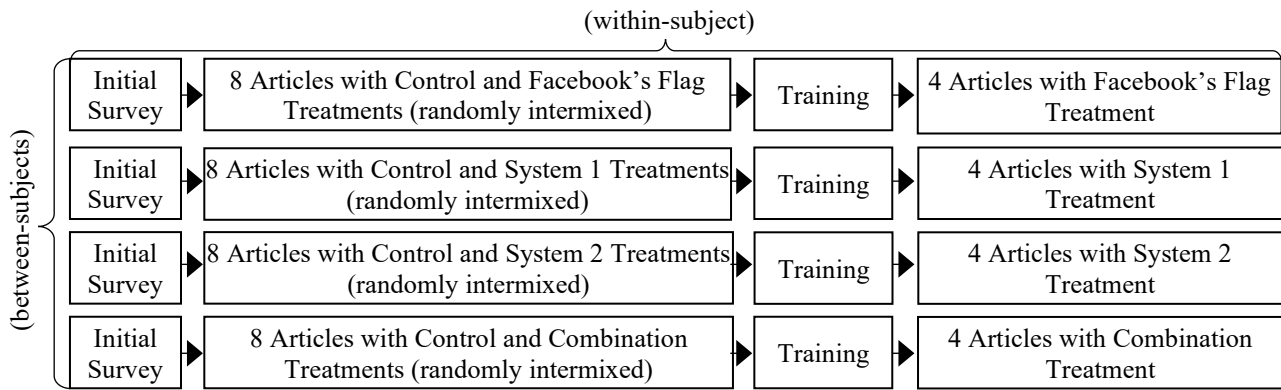 (within-subject)
(between-subjects)
Initial
Survey
8 Articles with Control and Facebook's Flag
Treatments (randomly intermixed)
Training
4 Articles with Facebook's Flag
Treatment
Initial
Survey
8 Articles with Control and System 1 Treatments
(randomly intermixed)
Training
4 Articles with System 1
Treatment
Initial
Survey
8 Articles with Control and System 2 Treatments
(randomly intermixed)
Training
4 Articles with System 2
Treatment
Initial
Survey
8 Articles with Control and Combination
Treatments (randomly intermixed)
Training
4 Articles with Combination
Treatment